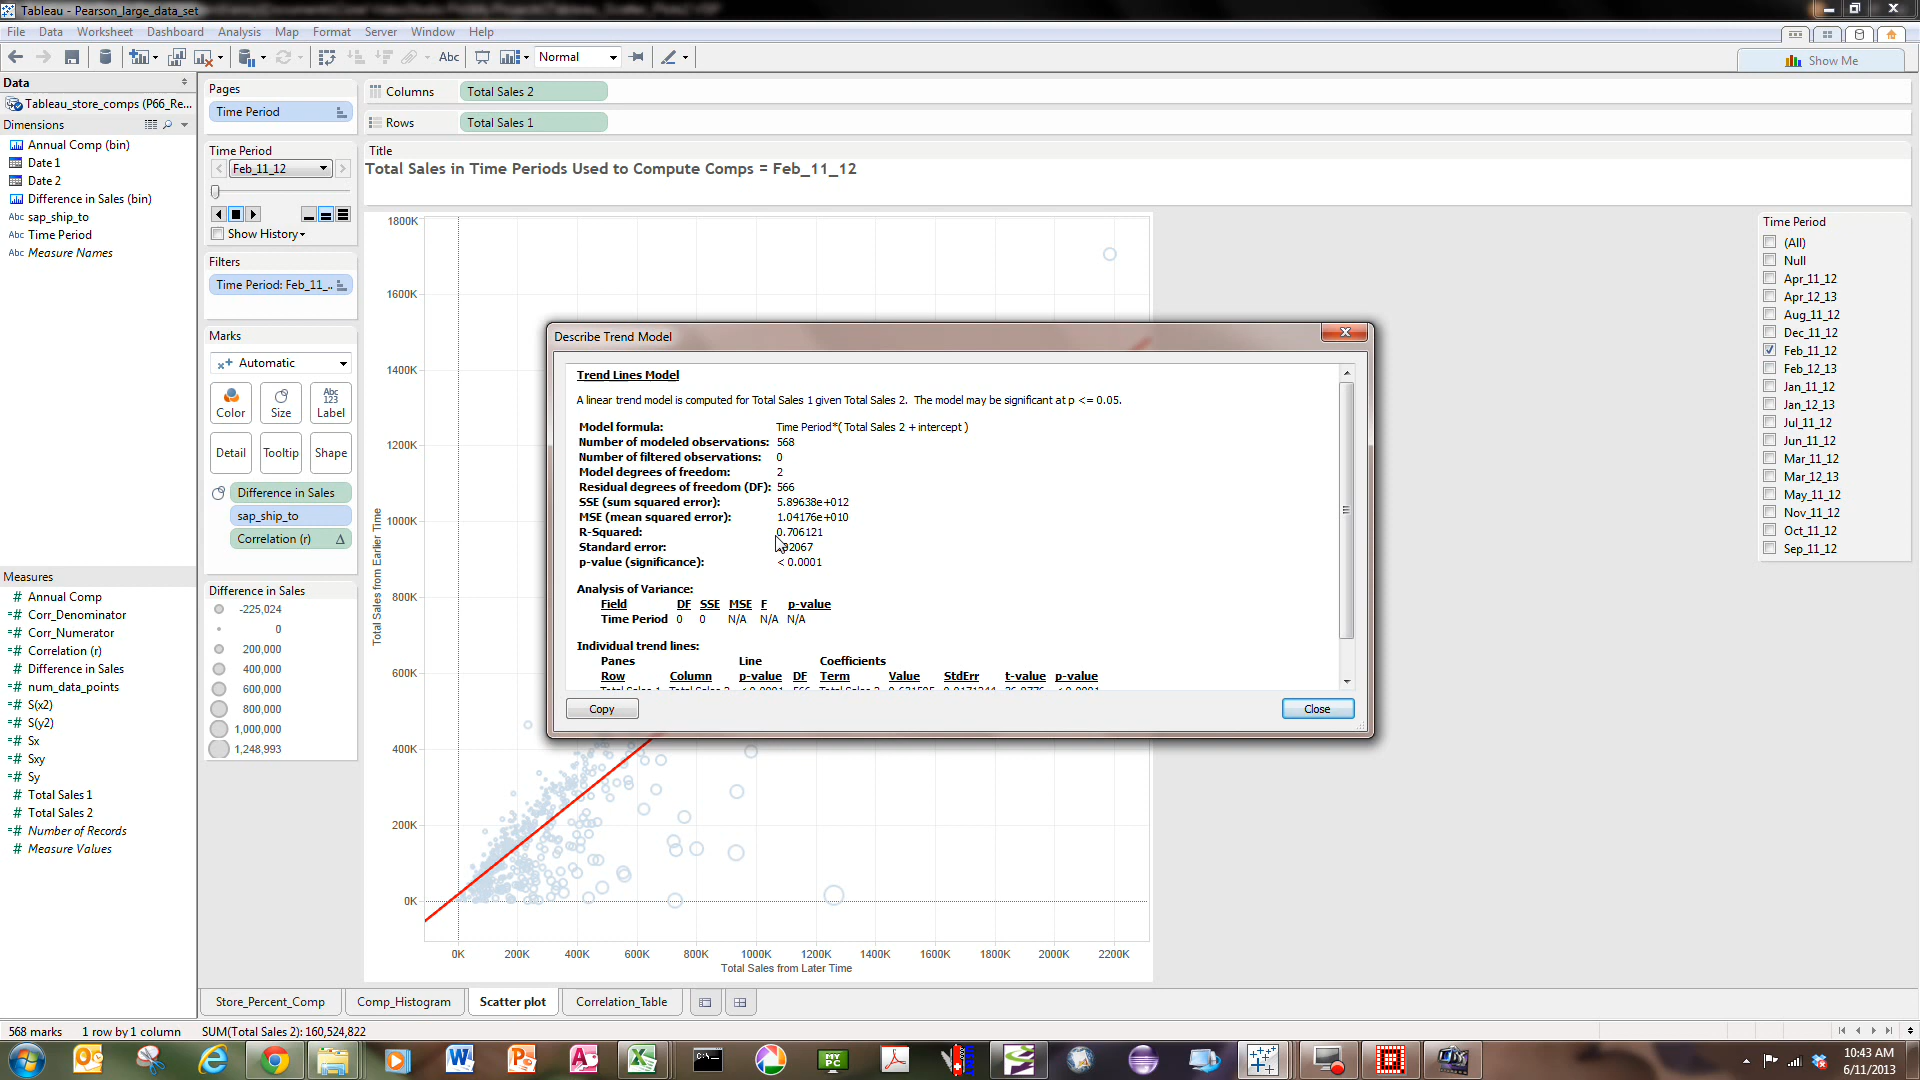 Tableau - Pearson_large_data_set
File Data Worksheet Dashboard Analysis Map Format Server Window Help
Abc Normal
Show Me
Data
Tableau_store_comps (P66_Re...
Dimensions
Annual Comp (bin)
Date 1
Date 2
Difference in Sales (bin)
Abc sap_ship_to
Abc Time Period
Abc Measure Names
Measures
# Annual Comp
=# Corr_Denominator
=# Corr_Numerator
=# Correlation (r)
# Difference in Sales
=# num_data_points
=# S(x2)
=# S(y2)
=# Sx
=# Sxy
=# Sy
# Total Sales 1
# Total Sales 2
=# Number of Records
# Measure Values
Pages
Time Period
Time Period
Feb_11_12
Show History
Filters
Time Period: Feb_11_..
Marks
Automatic
Color Size Abc 123 Label
Detail Tooltip Shape
Difference in Sales
sap_ship_to
Correlation (r) Δ
Difference in Sales
-225,024
0
200,000
400,000
600,000
800,000
1,000,000
1,248,993
Columns Total Sales 2
Rows Total Sales 1
Title
Total Sales in Time Periods Used to Compute Comps = Feb_11_12
1800K
1600K
1400K
1200K
1000K
800K
600K
400K
200K
0K
Total Sales from Earlier Time
0K 200K 400K 600K 800K 1000K 1200K 1400K 1600K 1800K 2000K 2200K
Total Sales from Later Time
Describe Trend Model
Trend Lines Model
A linear trend model is computed for Total Sales 1 given Total Sales 2. The model may be significant at p <= 0.05.
Model formula: Time Period*( Total Sales 2 + intercept )
Number of modeled observations: 568
Number of filtered observations: 0
Model degrees of freedom: 2
Residual degrees of freedom (DF): 566
SSE (sum squared error): 5.89638e+012
MSE (mean squared error): 1.04176e+010
R-Squared: 0.706121
Standard error:
p-value (significance): < 0.0001
Analysis of Variance:
Field DF SSE MSE F p-value
Time Period 0 0 N/A N/A N/A
Individual trend lines:
Panes Line Coefficients
Row Column p-value DF Term Value StdErr t-value p-value
Copy Close
Time Period
(All)
Null
Apr_11_12
Apr_12_13
Aug_11_12
Dec_11_12
Feb_11_12
Feb_12_13
Jan_11_12
Jan_12_13
Jul_11_12
Jun_11_12
Mar_11_12
Mar_12_13
May_11_12
Nov_11_12
Oct_11_12
Sep_11_12
Store_Percent_Comp Comp_Histogram Scatter plot Correlation_Table
568 marks 1 row by 1 column SUM(Total Sales 2): 160,524,822
MY PC
10:43 AM
6/11/2013